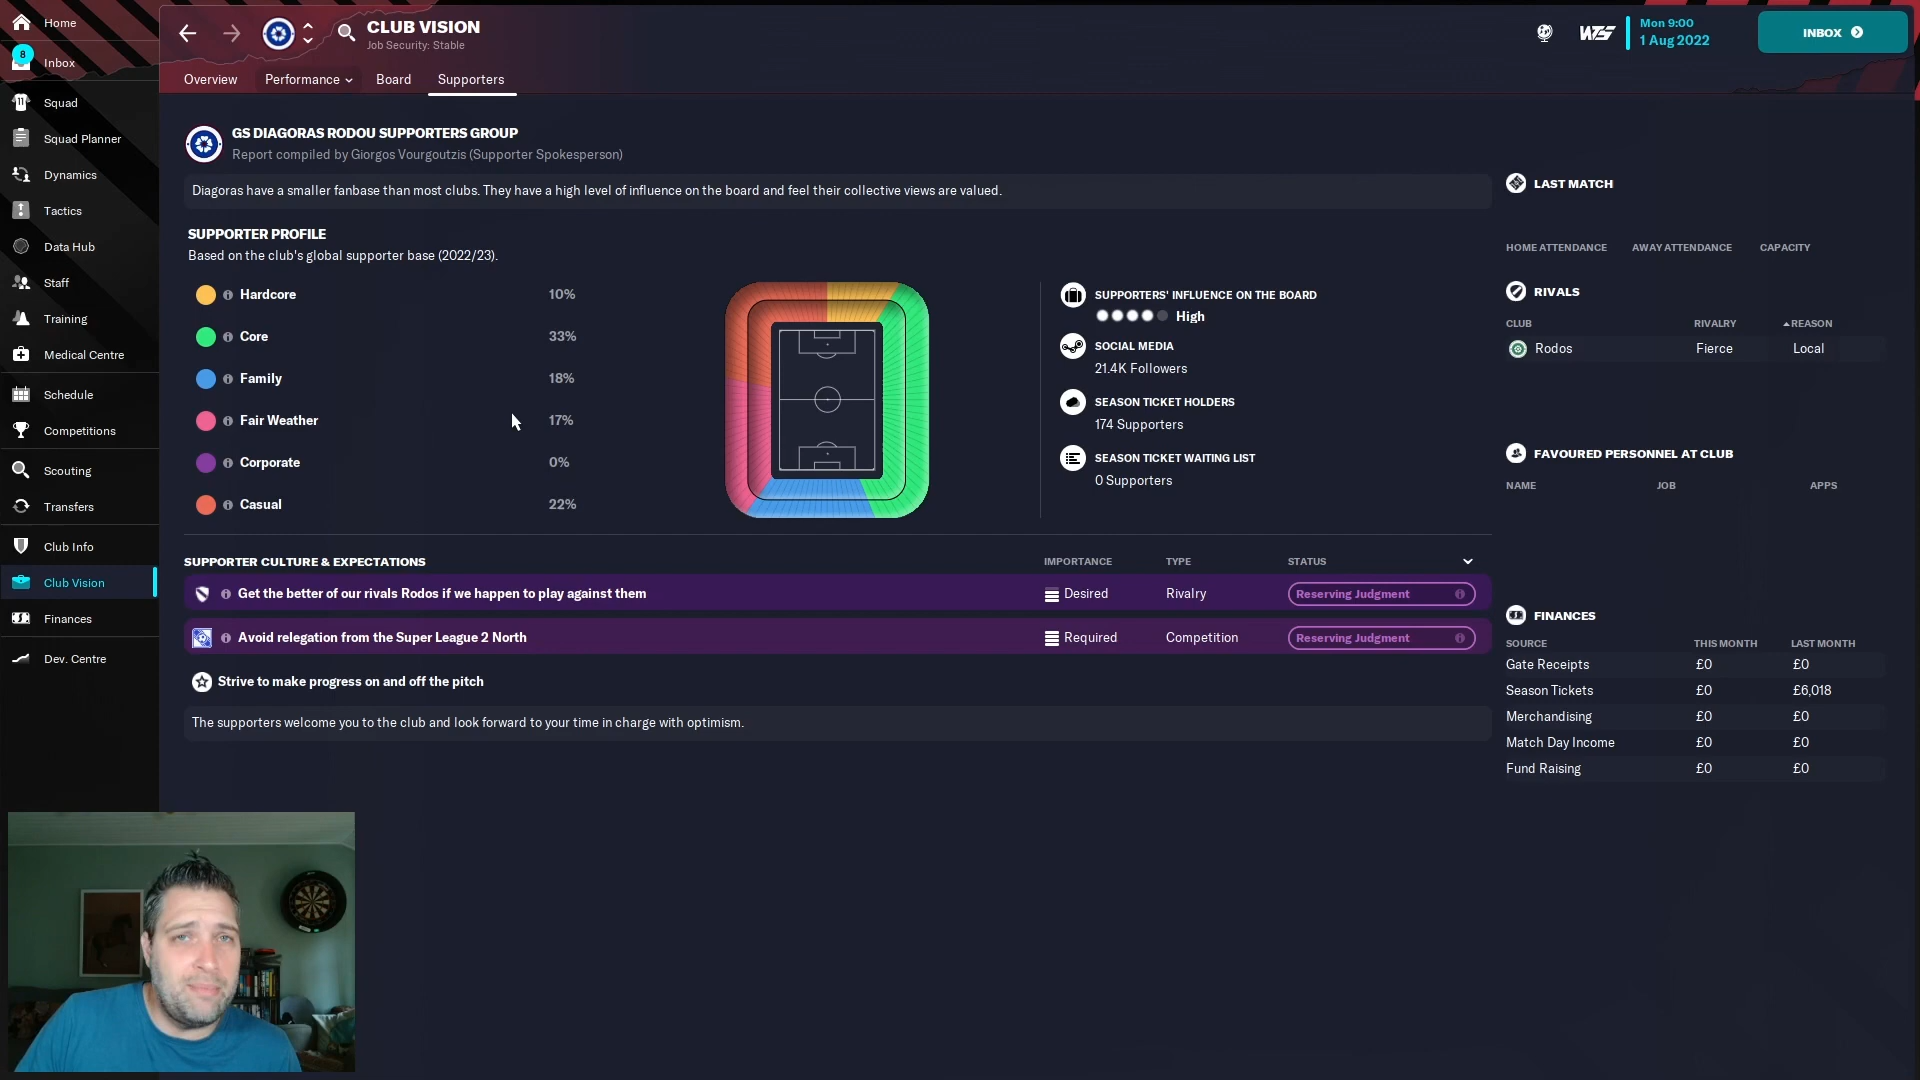 Home
8
Inbox
Squad
Squad Planner
Dynamics
Tactics
Data Hub
Staff
Training
Medical Centre
Schedule
Competitions
Scouting
Transfers
Club Info
Club Vision
Finances
Dev. Centre
CLUB VISION
Job Security: Stable
Mon 9:00
1 Aug 2022
INBOX
Overview Performance Board Supporters
GS DIAGORAS RODOU SUPPORTERS GROUP
Report compiled by Giorgos Vourgoutzis (Supporter Spokesperson)
Diagoras have a smaller fanbase than most clubs. They have a high level of influence on the board and feel their collective views are valued.
SUPPORTER PROFILE
Based on the club's global supporter base (2022/23).
Hardcore 10%
Core 33%
Family 18%
Fair Weather 17%
Corporate 0%
Casual 22%
SUPPORTERS' INFLUENCE ON THE BOARD
High
SOCIAL MEDIA
21.4K Followers
SEASON TICKET HOLDERS
174 Supporters
SEASON TICKET WAITING LIST
0 Supporters
SUPPORTER CULTURE & EXPECTATIONS IMPORTANCE TYPE STATUS
Get the better of our rivals Rodos if we happen to play against them Desired Rivalry Reserving Judgment
Avoid relegation from the Super League 2 North Required Competition Reserving Judgment
Strive to make progress on and off the pitch
The supporters welcome you to the club and look forward to your time in charge with optimism.
LAST MATCH
HOME ATTENDANCE AWAY ATTENDANCE CAPACITY
RIVALS
CLUB RIVALRY REASON
Rodos Fierce Local
FAVOURED PERSONNEL AT CLUB
NAME JOB APPS
FINANCES
SOURCE THIS MONTH LAST MONTH
Gate Receipts £0 £0
Season Tickets £0 £6,018
Merchandising £0 £0
Match Day Income £0 £0
Fund Raising £0 £0